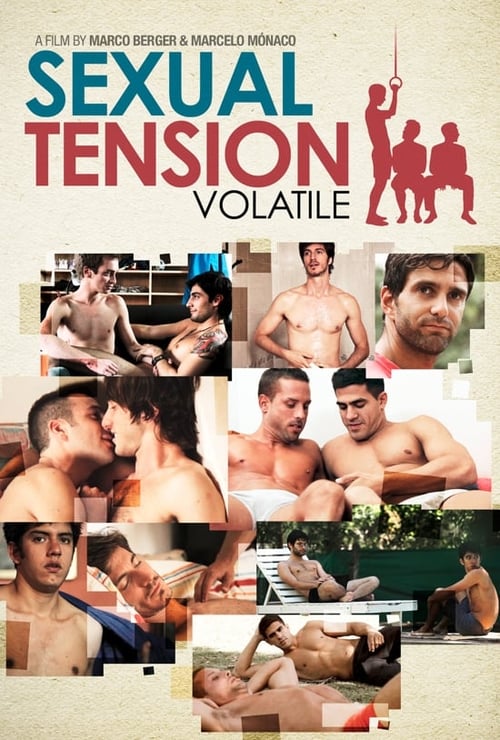 A FILM BY MARCO BERGER & MARCELO MÓNACO
SEXUAL
TENSION
VOLATILE